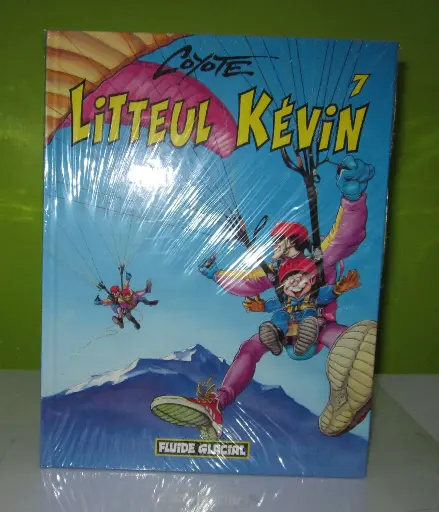 COYOTE
7
LITTEUL KÉVIN
FLUIDE GLACIAL